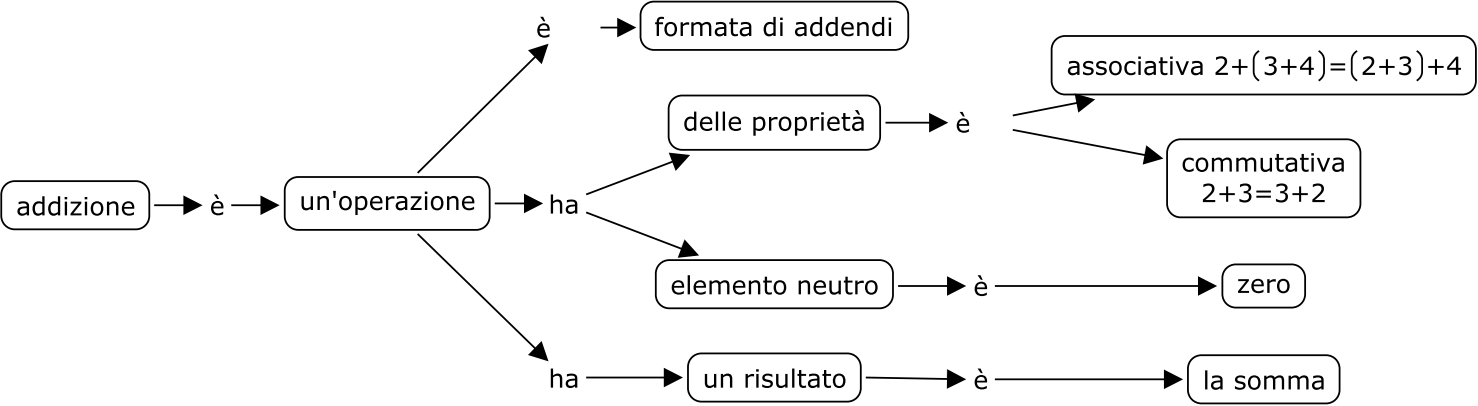 è
formata di addendi
associativa 2+(3+4)=(2+3)+4
delle proprietà
è
commutativa
2+3=3+2
addizione
è
un'operazione
ha
elemento neutro
è
zero
ha
un risultato
è
la somma